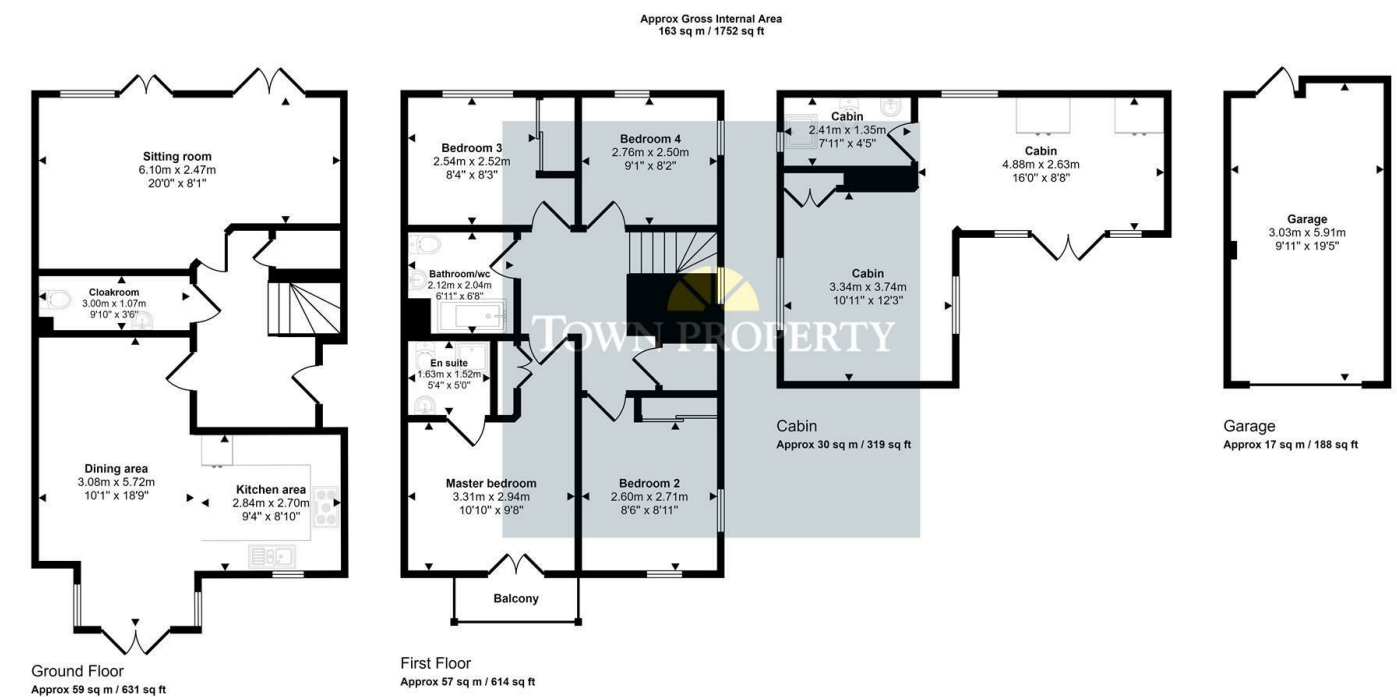 Approx Gross Internal Area
163 sq m / 1752 sq ft
Sitting room
6.10m x 2.47m
20'0" x 8'1"
Cloakroom
3.00m x 1.07m
9'10" x 3'6"
Dining area
3.08m x 5.72m
10'1" x 18'9"
Kitchen area
2.84m x 2.70m
9'4" x 8'10"
Ground Floor
Approx 59 sq m / 631 sq ft
Bedroom 3
2.54m x 2.52m
8'4" x 8'3"
Bedroom 4
2.76m x 2.50m
9'1" x 8'2"
Bathroom/wc
2.12m x 2.04m
6'11" x 6'8"
En suite
1.63m x 1.52m
5'4" x 5'0"
Master bedroom
3.31m x 2.94m
10'10" x 9'8"
Bedroom 2
2.60m x 2.71m
8'6" x 8'11"
Balcony
First Floor
Approx 57 sq m / 614 sq ft
TOWN PROPERTY
Cabin
2.41m x 1.35m
7'11" x 4'5"
Cabin
4.88m x 2.63m
16'0" x 8'8"
Cabin
3.34m x 3.74m
10'11" x 12'3"
Cabin
Approx 30 sq m / 319 sq ft
Garage
3.03m x 5.91m
9'11" x 19'5"
Garage
Approx 17 sq m / 188 sq ft